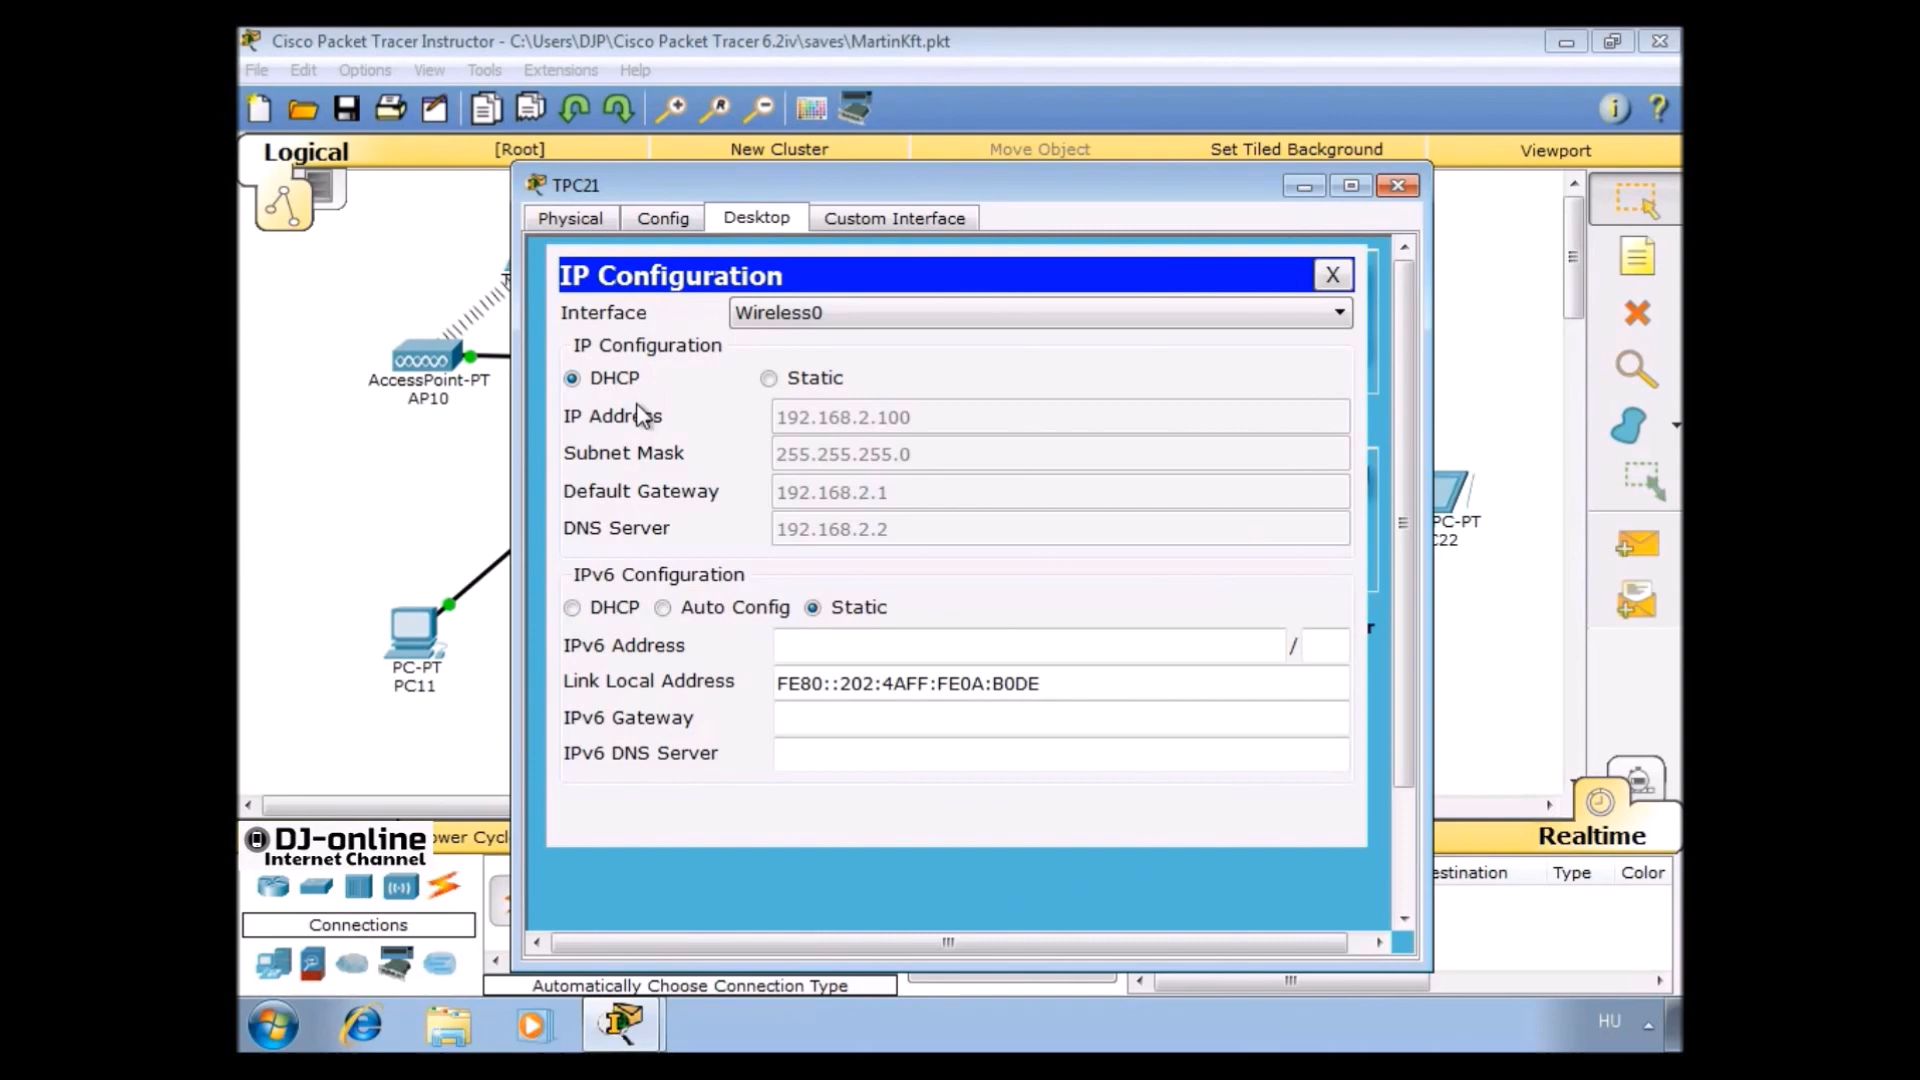 Cisco Packet Tracer Instructor - C:\Users\DJP\Cisco Packet Tracer 6.2iv\saves\MartinKft.pkt
File Edit Options View Tools Extensions Help
Logical [Root] New Cluster Move Object Set Tiled Background Viewport
TPC21
Physical Config Desktop Custom Interface
IP Configuration X
Interface Wireless0
IP Configuration
DHCP Static
IP Address 192.168.2.100
Subnet Mask 255.255.255.0
Default Gateway 192.168.2.1
DNS Server 192.168.2.2
IPv6 Configuration
DHCP Auto Config Static
IPv6 Address /
Link Local Address FE80::202:4AFF:FE0A:B0DE
IPv6 Gateway
IPv6 DNS Server
AccessPoint-PT
AP10
PC-PT
PC11
PC-PT
C22
Realtime
DJ-online
Internet Channel
ower Cyc
estination Type Color
Connections
Automatically Choose Connection Type
HU